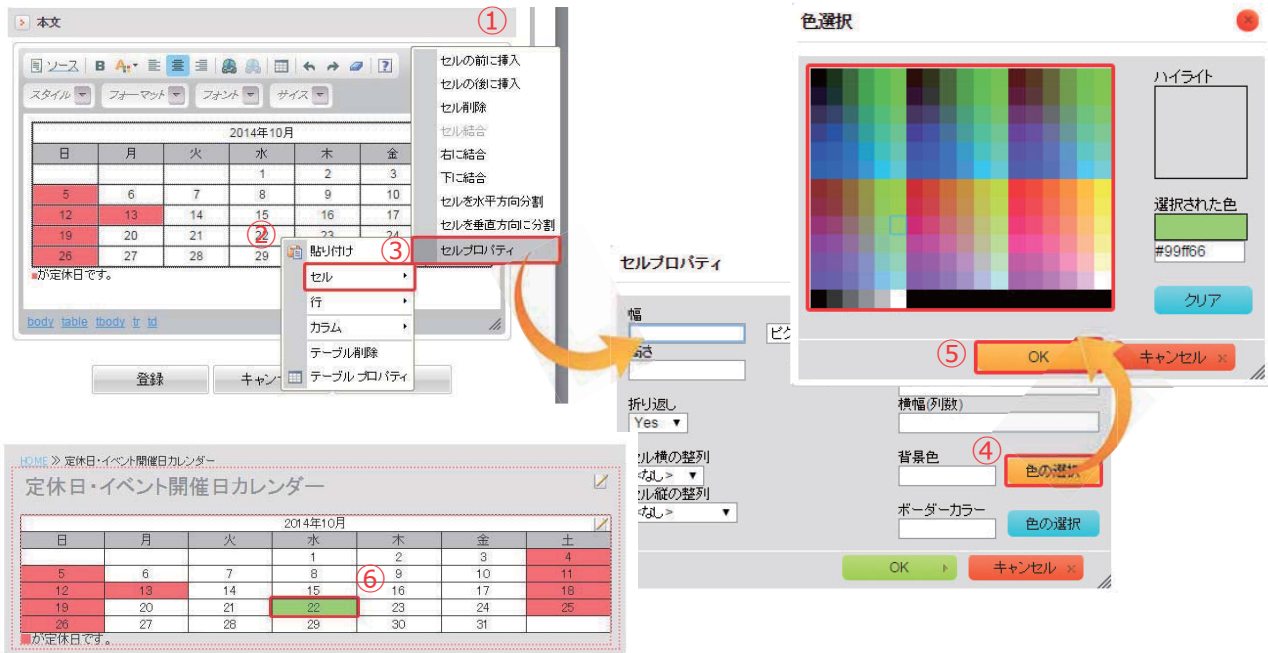 本文
①
ソース B A
スタイル フォーマット フォント サイズ
2014年10月
日 月 火 水 木 金
1 2 3
5 6 7 8 9 10
12 13 14 15 16 17
19 20 21 22 23 24
26 27 28 29
■が定休日です。
body table tbody tr td
登録
キャン
②
貼り付け
セル
行
カラム
テーブル削除
テーブル プロパティ
③
セルの前に挿入
セルの後に挿入
セル削除
セル結合
右に結合
下に結合
セルを水平方向分割
セルを垂直方向に分割
セルプロパティ
セルプロパティ
幅
ピク
高さ
折り返し
Yes
横幅(列数)
セル横の整列
<なし>
セル縦の整列
<なし>
背景色
④
色の選択
ボーダーカラー
色の選択
OK
キャンセル
色選択
ハイライト
選択された色
#99ff66
クリア
⑤
OK
キャンセル
HOME ≫ 定休日・イベント開催日カレンダー
定休日・イベント開催日カレンダー
2014年10月
日 月 火 水 木 金 土
1 2 3 4
5 6 7 8 9 10 11
⑥
12 13 14 15 16 17 18
19 20 21 22 23 24 25
26 27 28 29 30 31
■が定休日です。